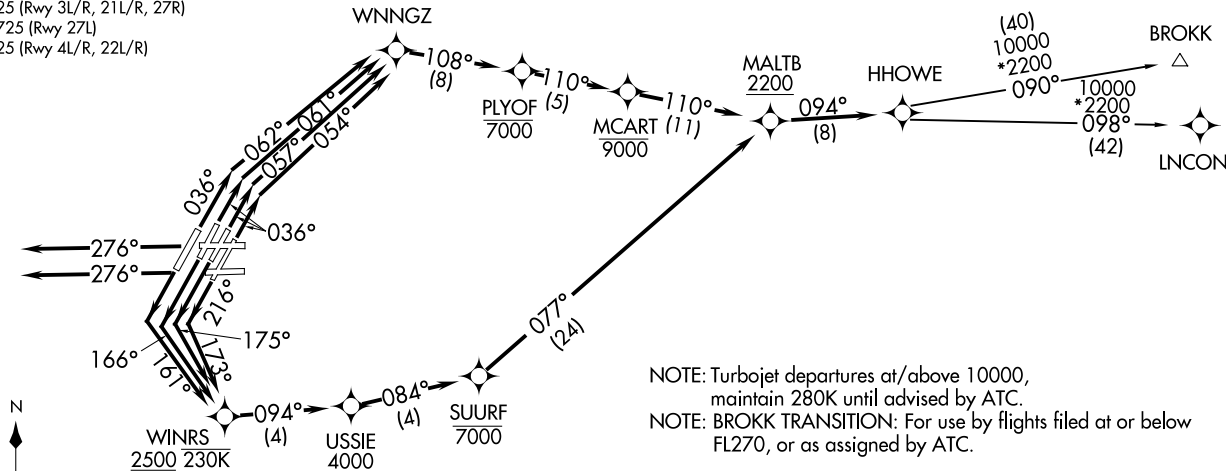 25 (Rwy 3L/R, 21L/R, 27R)
725 (Rwy 27L)
25 (Rwy 4L/R, 22L/R)
WNNGZ
108°
(8)
PLYOF
7000
110°
(5)
MCART
9000
110°
(11)
MALTB
2200
094°
(8)
HHOWE
(40)
10000
*2200
090°
BROKK
10000
*2200
098°
(42)
LNCON
062°
061°
057°
054°
036°
036°
276°
276°
216°
166°
161°
175°
173°
077°
(24)
WINRS
2500 230K
094°
(4)
USSIE
4000
084°
(4)
SUURF
7000
N
NOTE: Turbojet departures at/above 10000,
maintain 280K until advised by ATC.
NOTE: BROKK TRANSITION: For use by flights filed at or below
FL270, or as assigned by ATC.